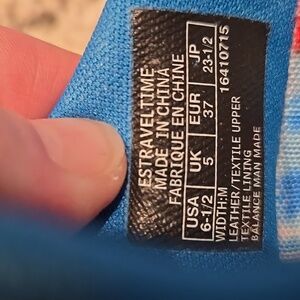 ESTRAVELTIME
MADE IN CHINA
FABRIQUE EN CHINE
USA UK EUR JP
6-1/2 5 37 23-1/2
WIDTH:M 16410715
LEATHER/TEXTILE UPPER
TEXTILE LINING
BALANCE MAN MADE